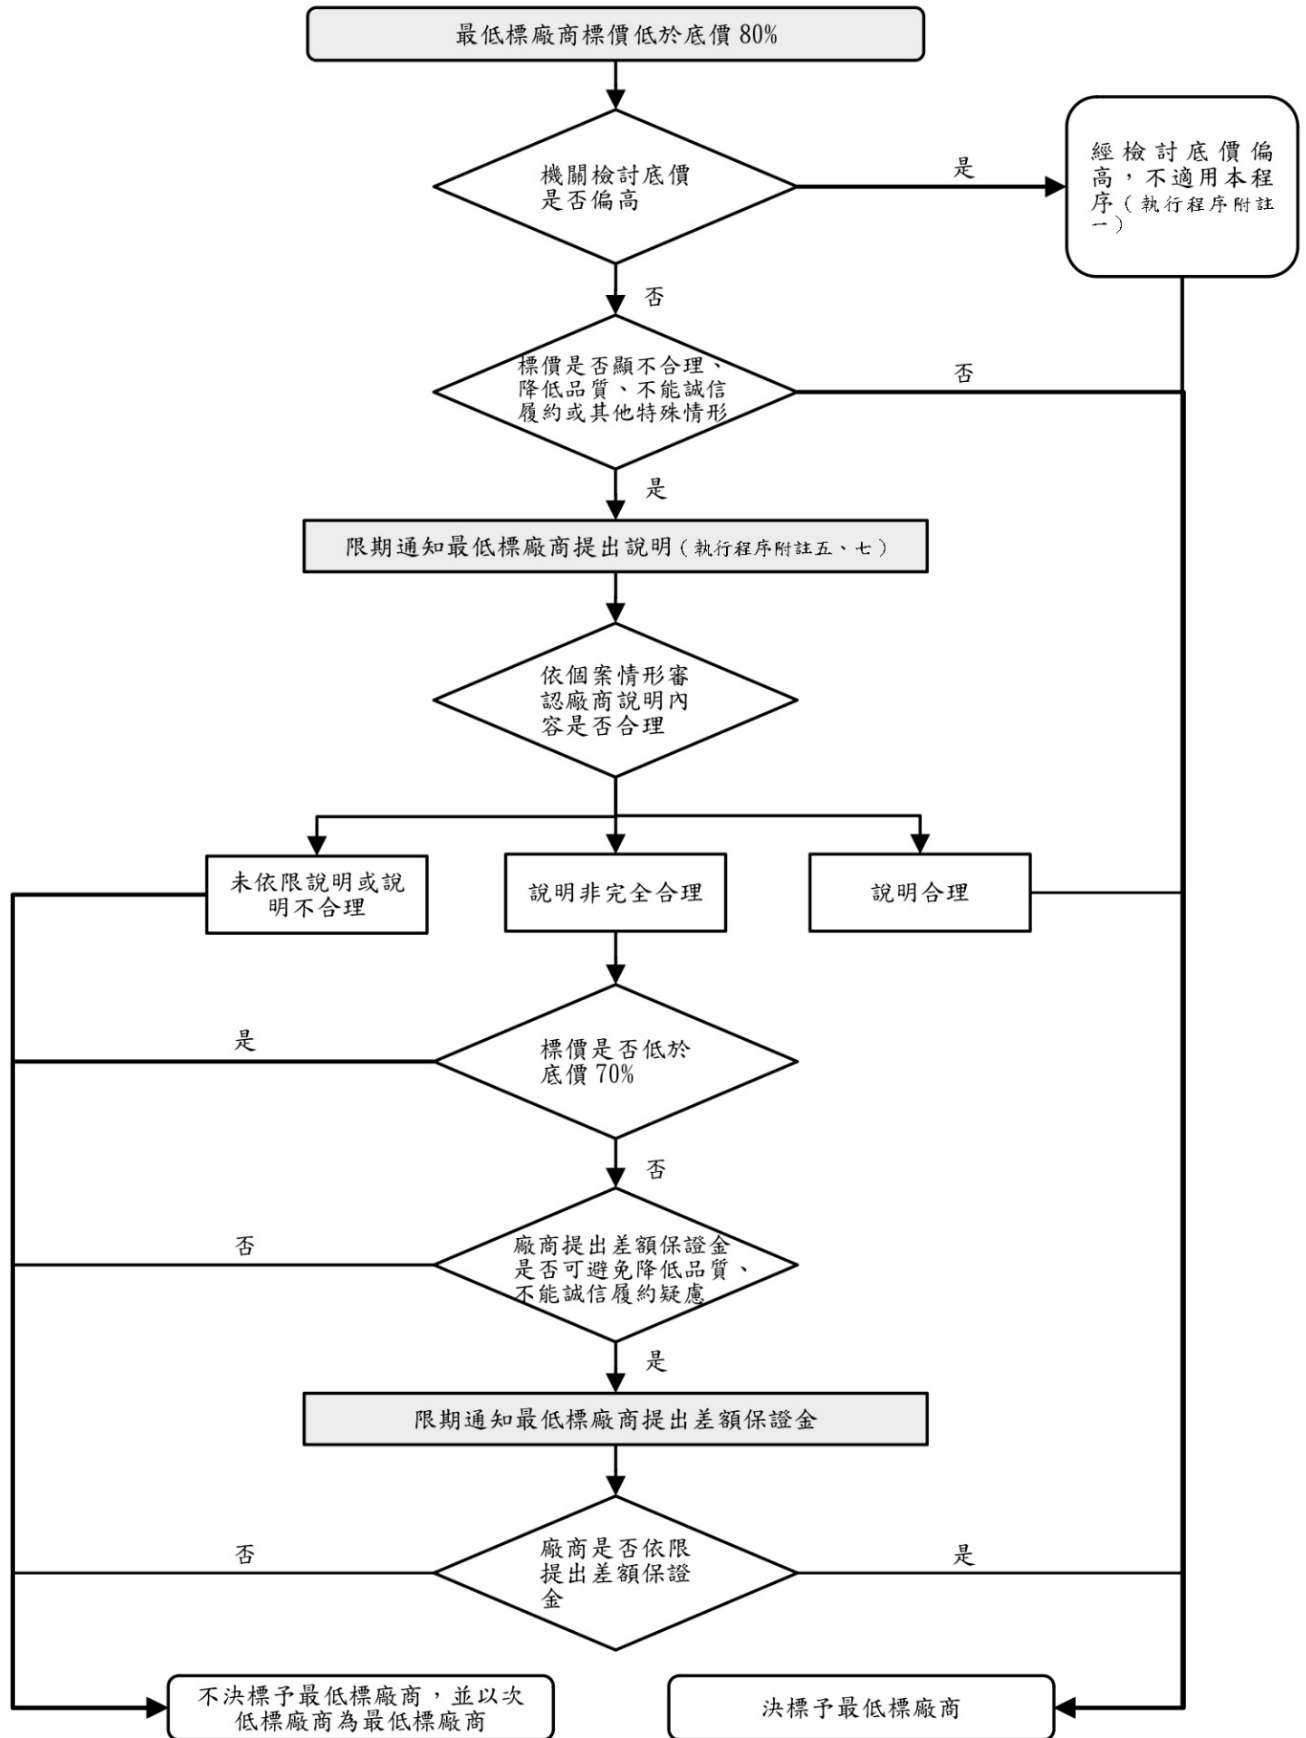 最低標廠商標價低於底價 80%
機關檢討底價
是否偏高
是
經檢討底價偏
高，不適用本程
序（執行程序附註
一）
否
標價是否顯不合理、
降低品質、不能誠信
履約或其他特殊情形
否
是
限期通知最低標廠商提出說明（執行程序附註五、七）
依個案情形審
認廠商說明內
容是否合理
未依限說明或說
明不合理
說明非完全合理
說明合理
是
標價是否低於
底價 70%
否
否
廠商提出差額保證金
是否可避免降低品質、
不能誠信履約疑慮
是
限期通知最低標廠商提出差額保證金
否
廠商是否依限
提出差額保證
金
是
不決標予最低標廠商，並以次
低標廠商為最低標廠商
決標予最低標廠商